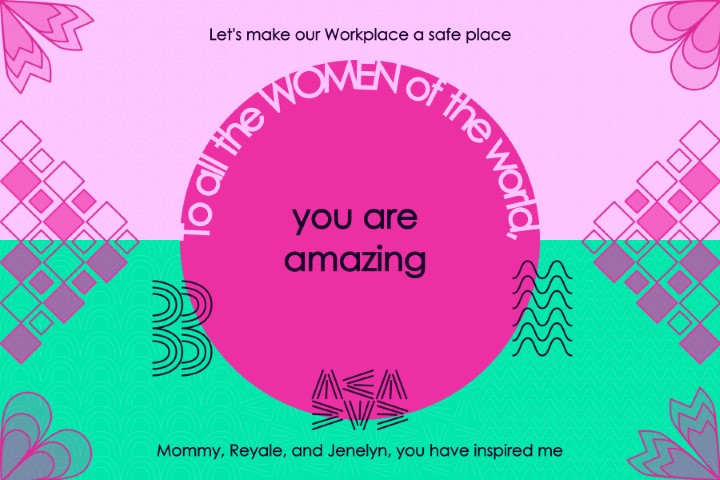 Let's make our Workplace a safe place
To all the WOMEN of the world,
you are
amazing
Mommy, Reyale, and Jenelyn, you have inspired me